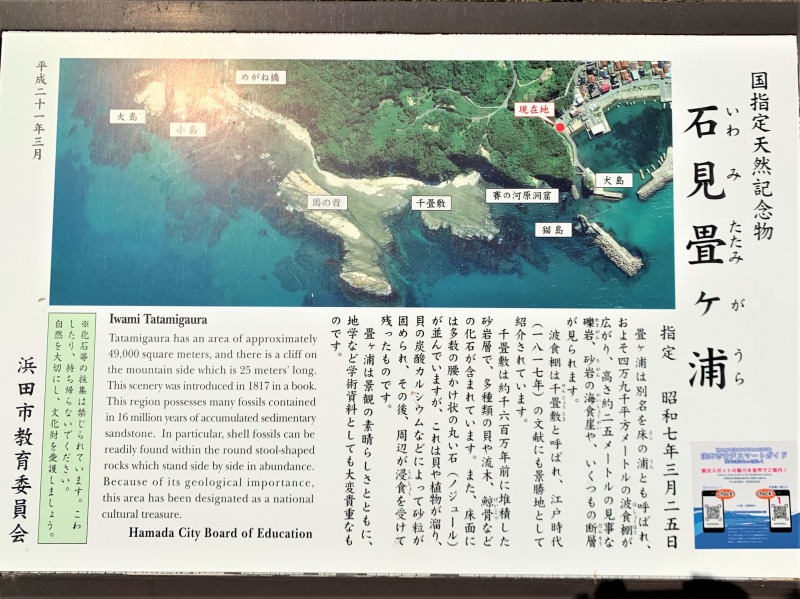 国指定天然記念物
石見畳ヶ浦
いわみ たたみ が うら
指定 昭和七年三月二五日
畳ヶ浦は別名を床の浦とも呼ばれ、
およそ四万九千平方メートルの波食棚が
広がり、高さ約二五メートルの見事な
礫岩、砂岩の海食崖や、いくつもの断層
が見られます。
波食棚は千畳敷と呼ばれ、江戸時代
(一八一七年)の文献にも景勝地として
紹介されています。
千畳敷は約千六百万年前に堆積した
砂岩層で、多種類の貝や流木、鯨骨など
の化石が含まれています。また、床面に
は多数の腰かけ状の丸い石(ノジュール)
が並んでいますが、これは貝や植物が溜り、
貝の炭酸カルシウムなどによって砂粒が
固められ、その後、周辺が浸食を受けて
残ったものです。
畳ヶ浦は景観の素晴らしさとともに、
地学など学術資料としても大変貴重なも
のです。
めがね橋
大島
小島
馬の背
千畳敷
賽の河原洞窟
現在地
犬島
猫島
平成二十一年三月
Iwami Tatamigaura
Tatamagaura has an area of approximately
49,000 square meters, and there is a cliff on
the mountain side which is 25 meters' long.
This scenery was introduced in 1817 in a book.
This region possesses many fossils contained
in 16 million years of accumulated sedimentary
sandstone. In particular, shell fossils can be
readily found within the round stool-shaped
rocks which stand side by side in abundance.
Because of its geological importance,
this area has been designated as a national
cultural treasure.
Hamada City Board of Education
※化石等の採集は禁じられています。こわ
したり、持ち帰らないでください。
自然を大切にし、文化財を愛護しましょう。
浜田市教育委員会
観光スポットの魅力を音声でご案内!